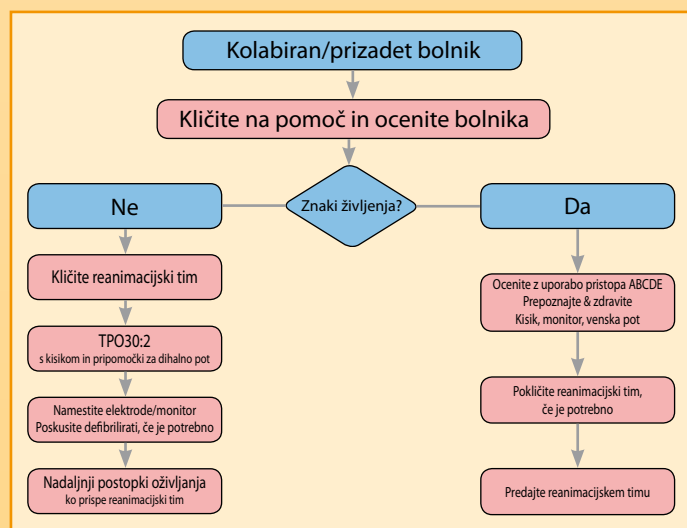 Kolabiran/prizadet bolnik
Kličite na pomoč in ocenite bolnika
Znaki življenja?
Ne
Kličite reanimacijski tim
TPO30:2
s kisikom in pripomočki za dihalno pot
Namestite elektrode/monitor
Poskusite defibrilirati, če je potrebno
Nadaljnji postopki oživljanja
ko prispe reanimacijski tim
Da
Ocenite z uporabo pristopa ABCDE
Prepoznajte & zdravite
Kisik, monitor, venska pot
Pokličite reanimacijski tim,
če je potrebno
Predajte reanimacijskem timu